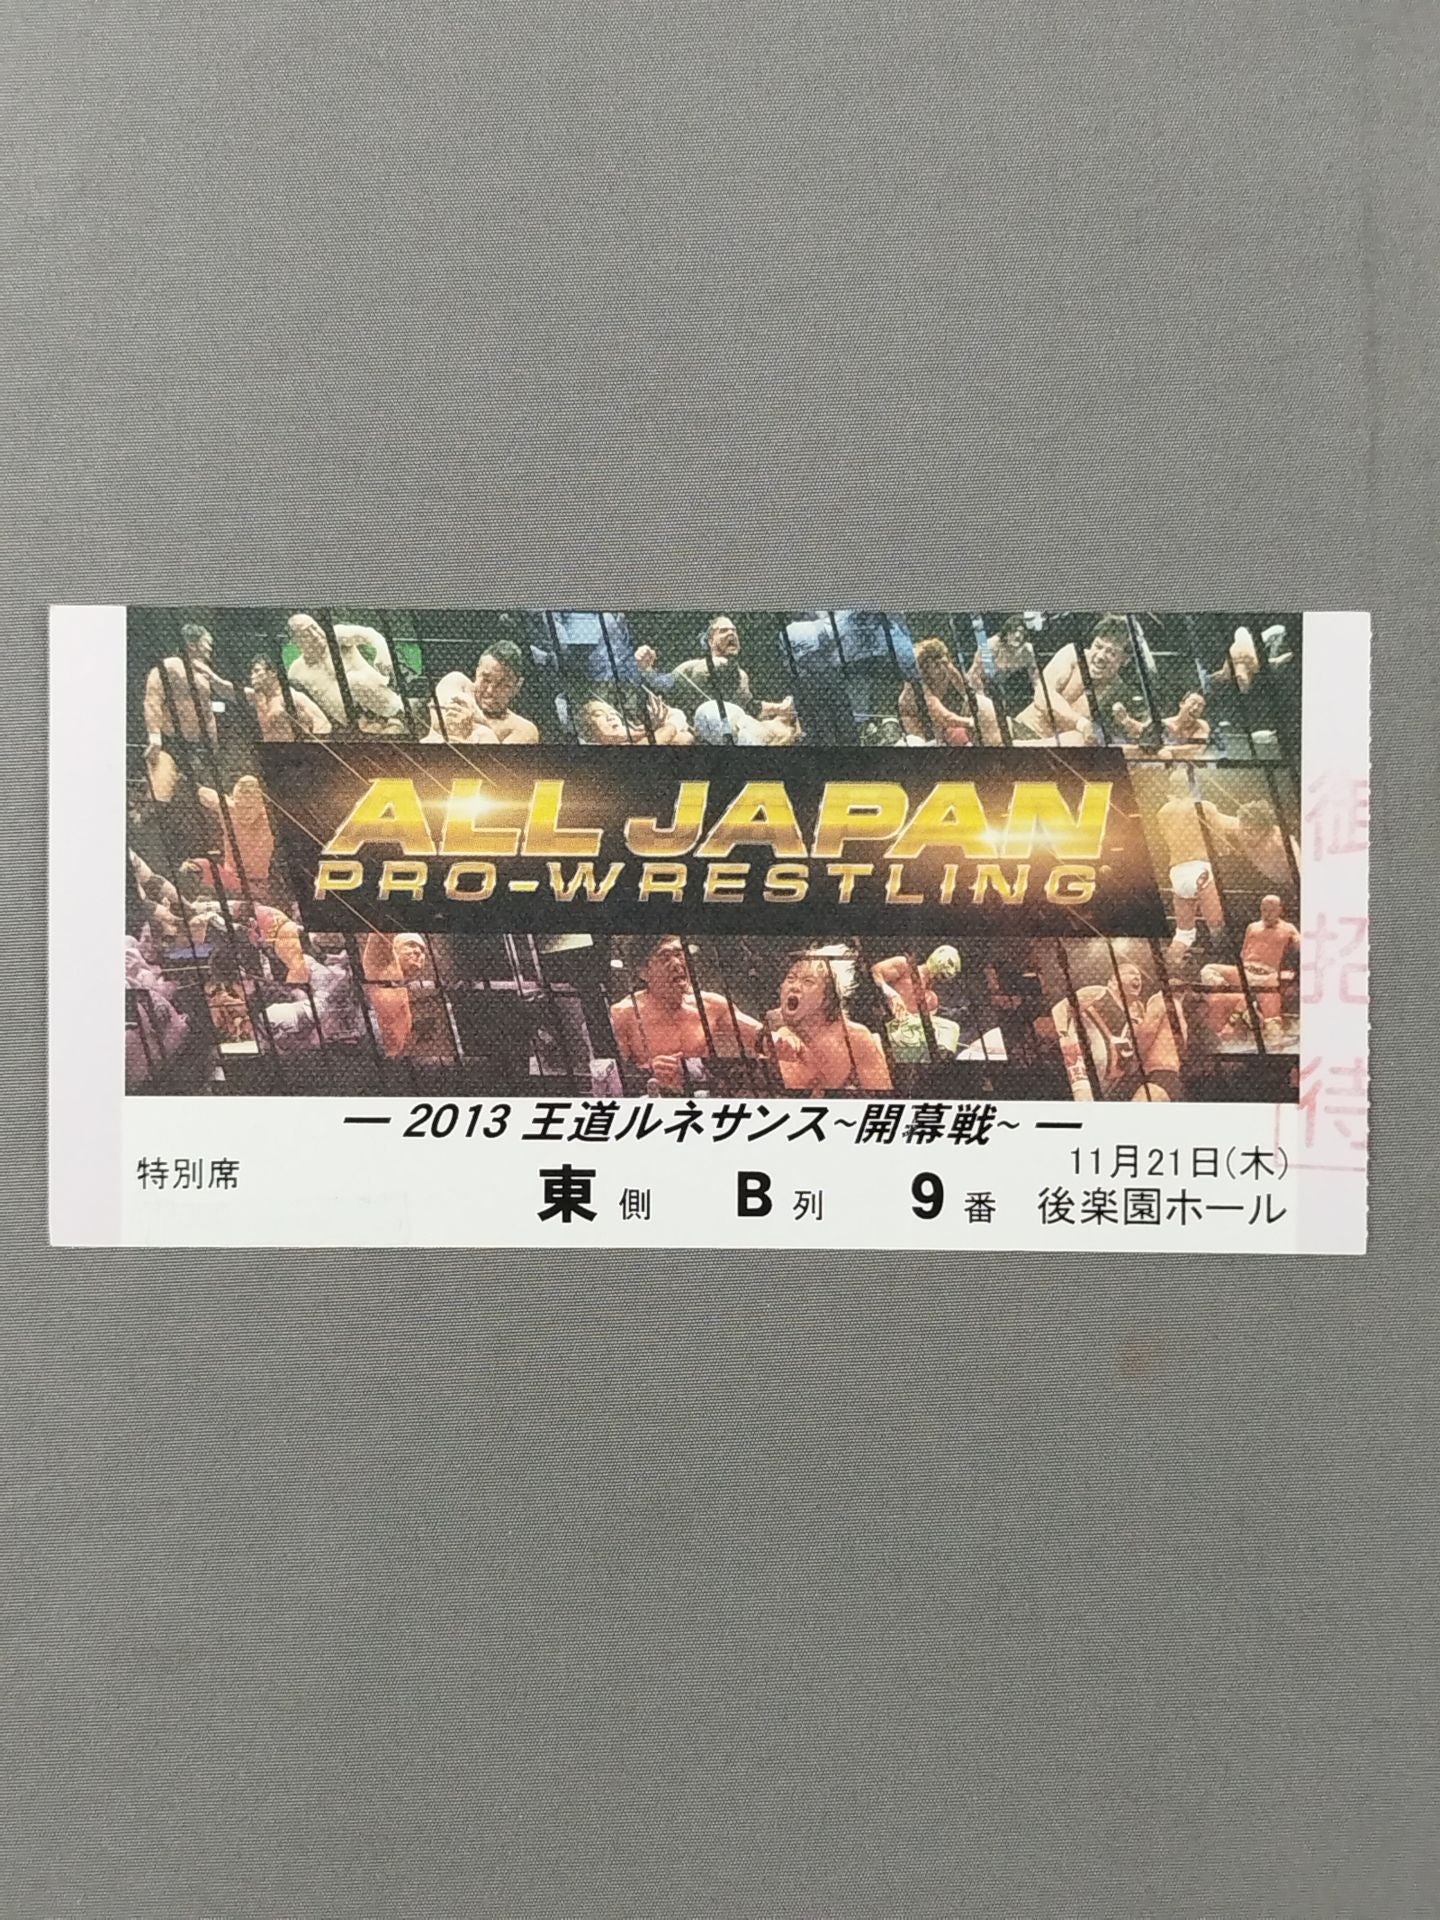 ALL JAPAN
PRO-WRESTLING
― 2013 王道ルネサンス~開幕戦~ ―
特別席
東側 B列 9番
11月21日(木)
後楽園ホール
御招待